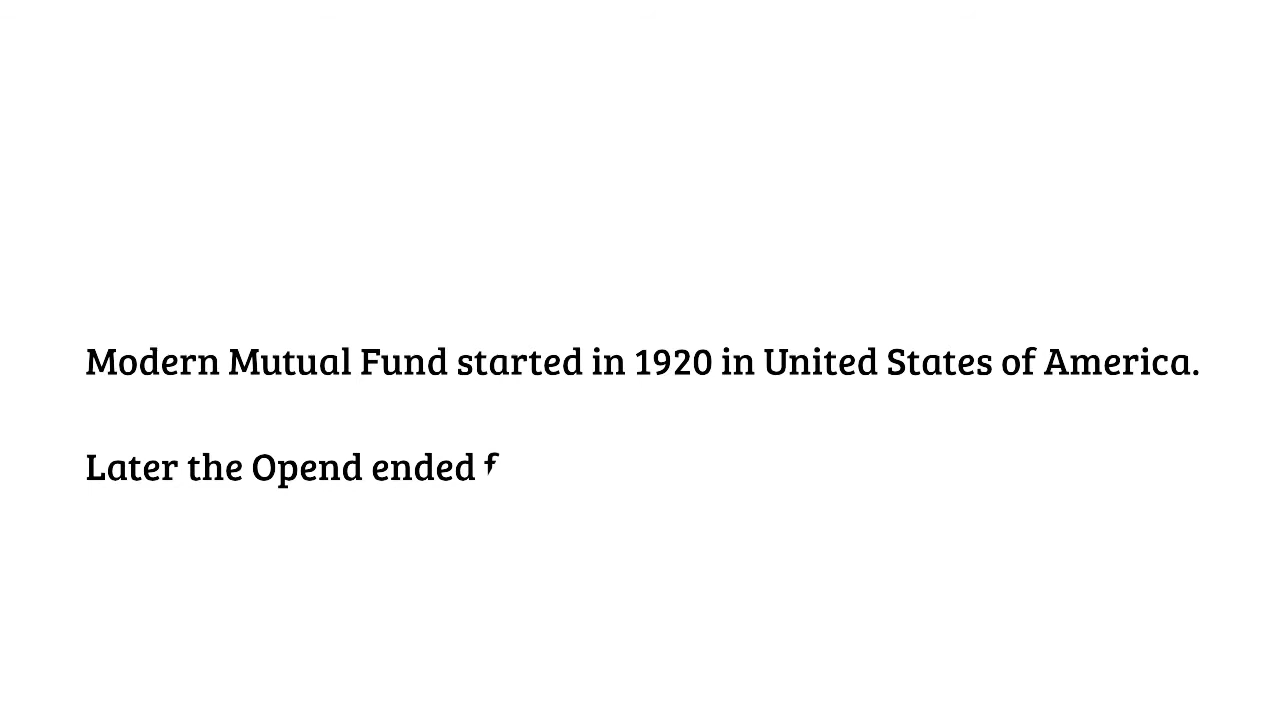 Modern Mutual Fund started in 1920 in United States of America.
Later the Opend ended f